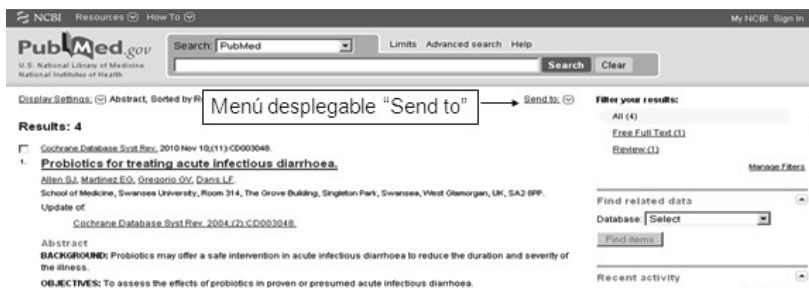 NCBI Resources How To My NCBI Sign In
PubMed.gov
U.S. National Library of Medicine
National Institutes of Health
Search: PubMed Limits Advanced search Help
Search Clear
Display Settings: Abstract, Sorted by Re
Menú desplegable "Send to"
Send to:
Filter your results:
All (4)
Free Full Text (1)
Review (1)
Manage Filters
Results: 4
Cochrane Database Syst Rev. 2010 Nov 10;(11):CD003048.
1. Probiotics for treating acute infectious diarrhoea.
Allen SJ, Martinez EG, Gregorio GV, Dans LF.
School of Medicine, Swansea University, Room 314, The Grove Building, Singleton Park, Swansea, West Glamorgan, UK, SA2 8PP.
Update of:
Cochrane Database Syst Rev. 2004;(2):CD003048.
Abstract
BACKGROUND: Probiotics may offer a safe intervention in acute infectious diarrhoea to reduce the duration and severity of
the illness.
OBJECTIVES: To assess the effects of probiotics in proven or presumed acute infectious diarrhoea.
Find related data
Database: Select
Find items
Recent activity